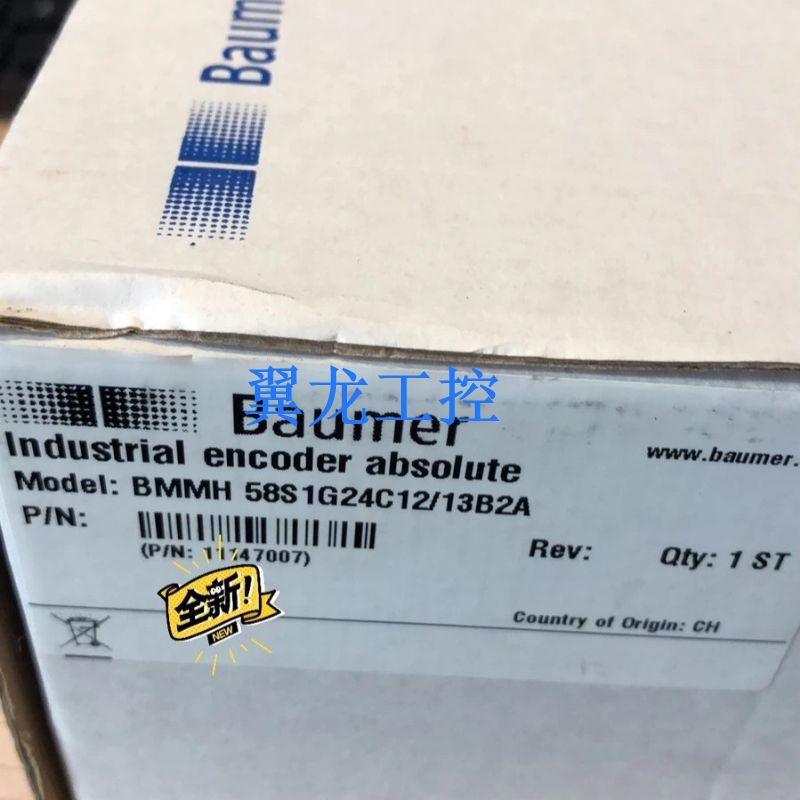 Baum
翼龙工控
Baumer
www.baumer.
Industrial encoder absolute
Model: BMMH 58S1G24C12/13B2A
P/N:
(P/N: 11147007)
Rev:
Qty: 1 ST
全新!
NEW
Country of Origin: CH